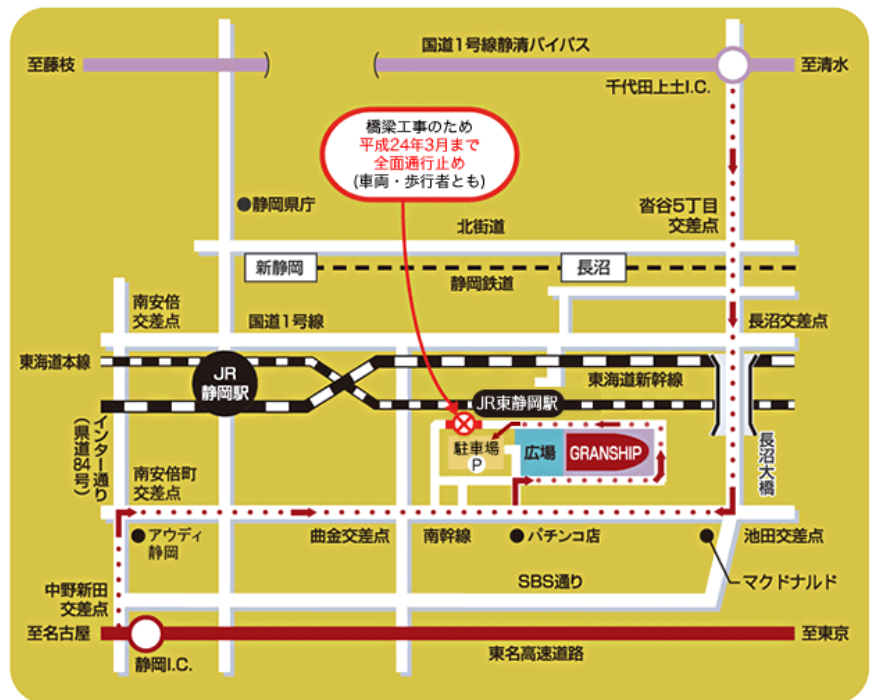 国道1号線静清バイパス
至藤枝
至清水
千代田上土I.C.
橋梁工事のため
平成24年3月まで
全面通行止め
(車両・歩行者とも)
静岡県庁
沓谷5丁目
交差点
北街道
新静岡
長沼
静岡鉄道
南安倍
交差点
国道1号線
長沼交差点
東海道本線
JR
静岡駅
東海道新幹線
JR東静岡駅
インター通り
(県道84号)
駐車場
P
広場
GRANSHIP
長沼大橋
南安倍町
交差点
アウディ
静岡
曲金交差点
南幹線
パチンコ店
池田交差点
中野新田
交差点
SBS通り
マクドナルド
至名古屋
至東京
静岡I.C.
東名高速道路